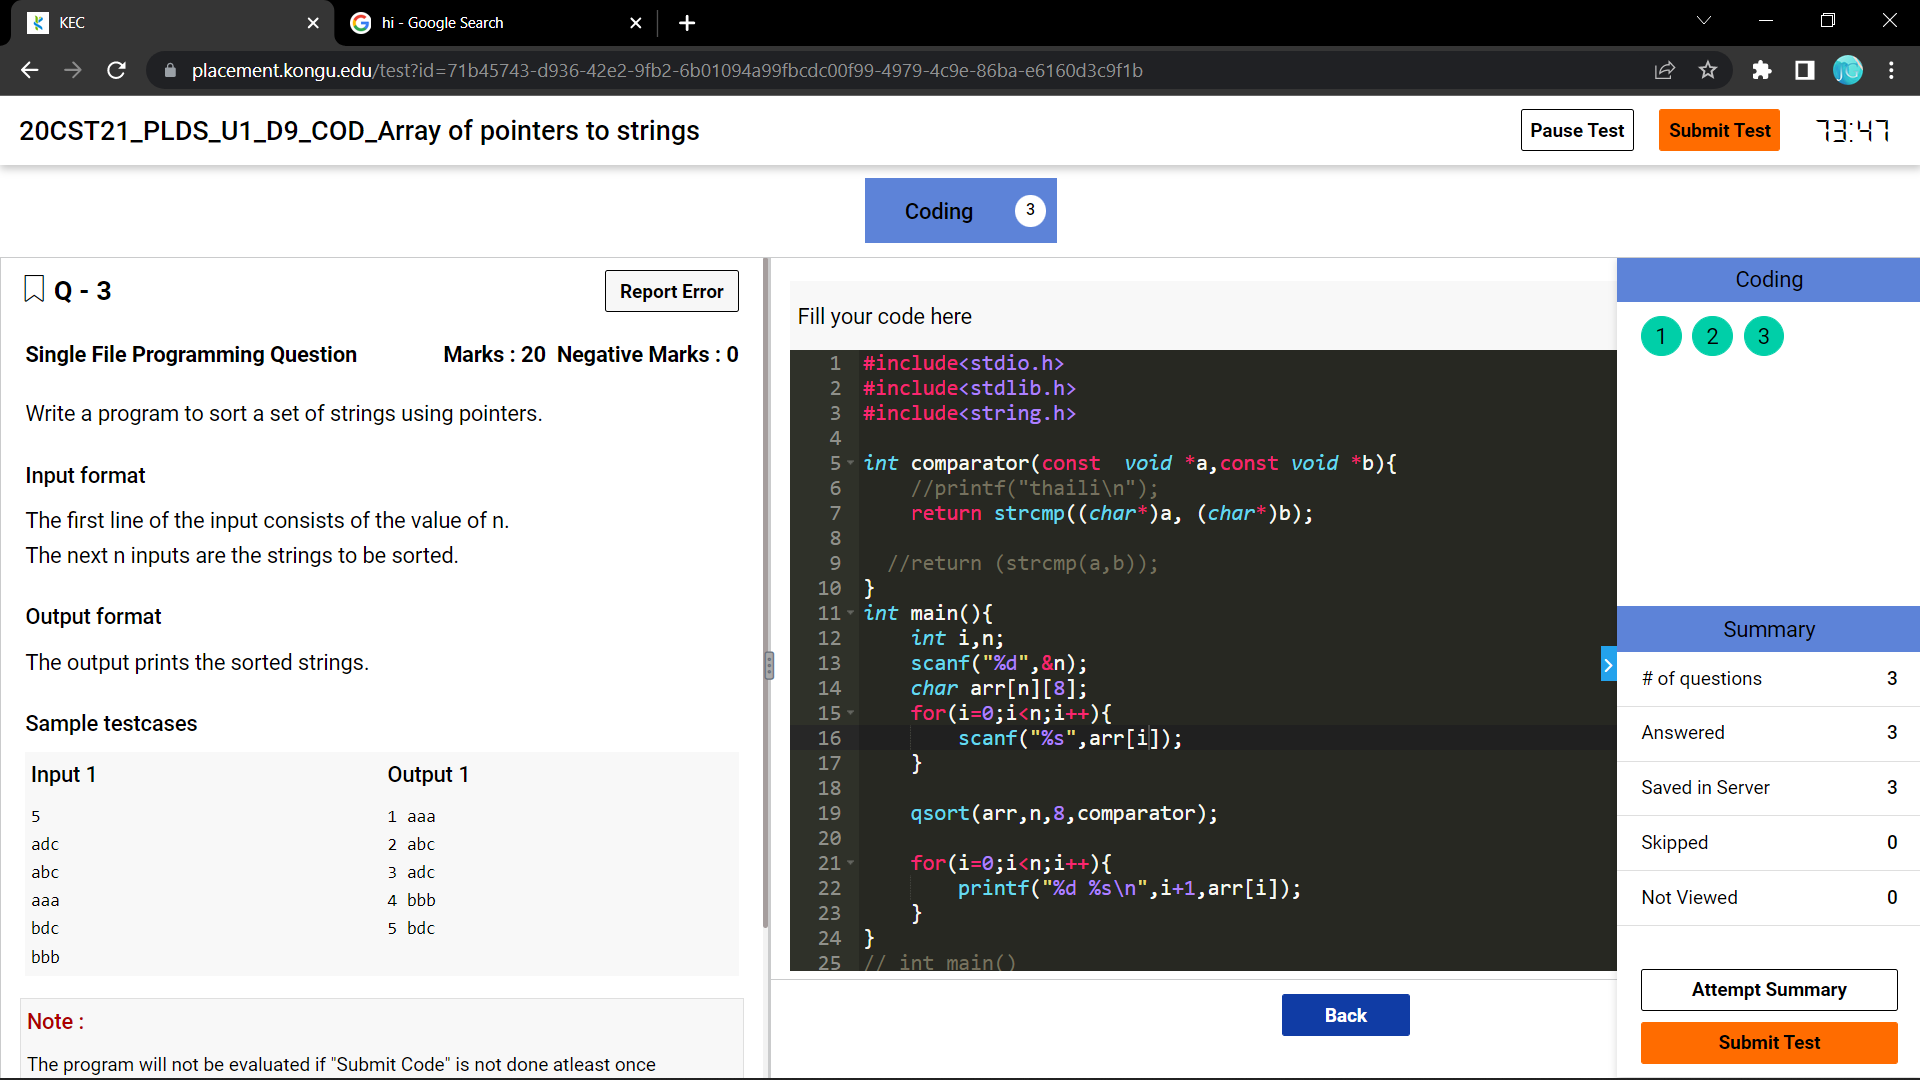 KEC
hi - Google Search
placement.kongu.edu/test?id=71b45743-d936-42e2-9fb2-6b01094a99fbcdc00f99-4979-4c9e-86ba-e6160d3c9f1b
20CST21_PLDS_U1_D9_COD_Array of pointers to strings
Pause Test
Submit Test
73:47
Coding 3
Q - 3
Report Error
Single File Programming Question
Marks : 20 Negative Marks : 0
Write a program to sort a set of strings using pointers.
Input format
The first line of the input consists of the value of n.
The next n inputs are the strings to be sorted.
Output format
The output prints the sorted strings.
Sample testcases
Input 1 Output 1
5 1 aaa
adc 2 abc
abc 3 adc
aaa 4 bbb
bdc 5 bdc
bbb
Note :
The program will not be evaluated if "Submit Code" is not done atleast once
Fill your code here
1 #include<stdio.h>
2 #include<stdlib.h>
3 #include<string.h>
4
5 int comparator(const  void *a,const void *b){
6     //printf("thaili\n");
7     return strcmp((char*)a, (char*)b);
8
9   //return (strcmp(a,b));
10 }
11 int main(){
12     int i,n;
13     scanf("%d",&n);
14     char arr[n][8];
15     for(i=0;i<n;i++){
16         scanf("%s",arr[i]);
17     }
18
19     qsort(arr,n,8,comparator);
20
21     for(i=0;i<n;i++){
22         printf("%d %s\n",i+1,arr[i]);
23     }
24 }
25 // int main()
Back
Coding
1 2 3
Summary
# of questions 3
Answered 3
Saved in Server 3
Skipped 0
Not Viewed 0
Attempt Summary
Submit Test